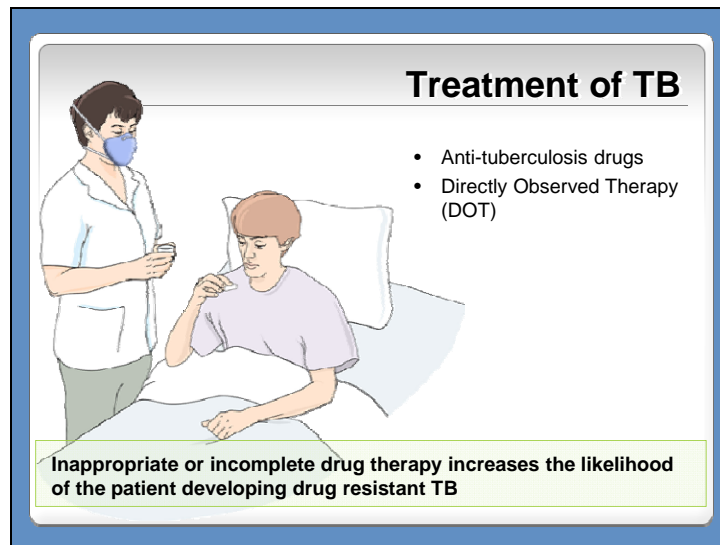 Treatment of TB
• Anti-tuberculosis drugs
• Directly Observed Therapy
(DOT)
Inappropriate or incomplete drug therapy increases the likelihood
of the patient developing drug resistant TB